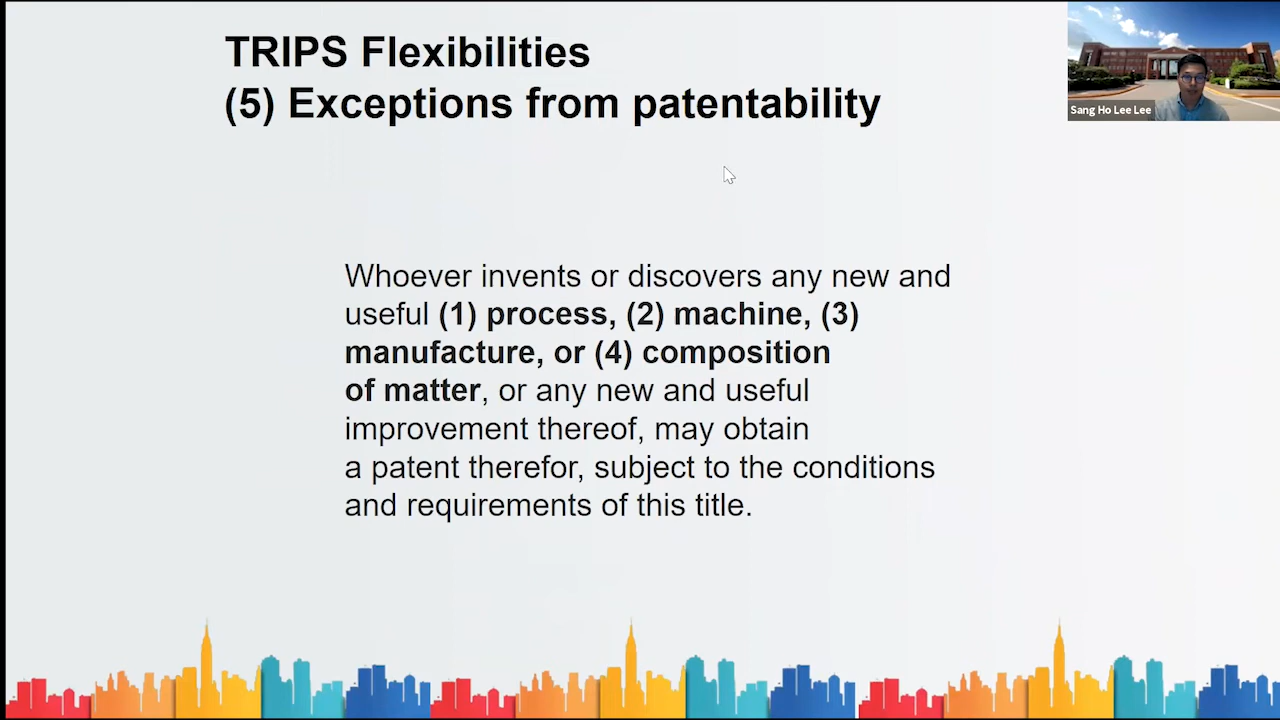 TRIPS Flexibilities
(5) Exceptions from patentability
Sang Ho Lee Lee
Whoever invents or discovers any new and
useful (1) process, (2) machine, (3)
manufacture, or (4) composition
of matter, or any new and useful
improvement thereof, may obtain
a patent therefor, subject to the conditions
and requirements of this title.